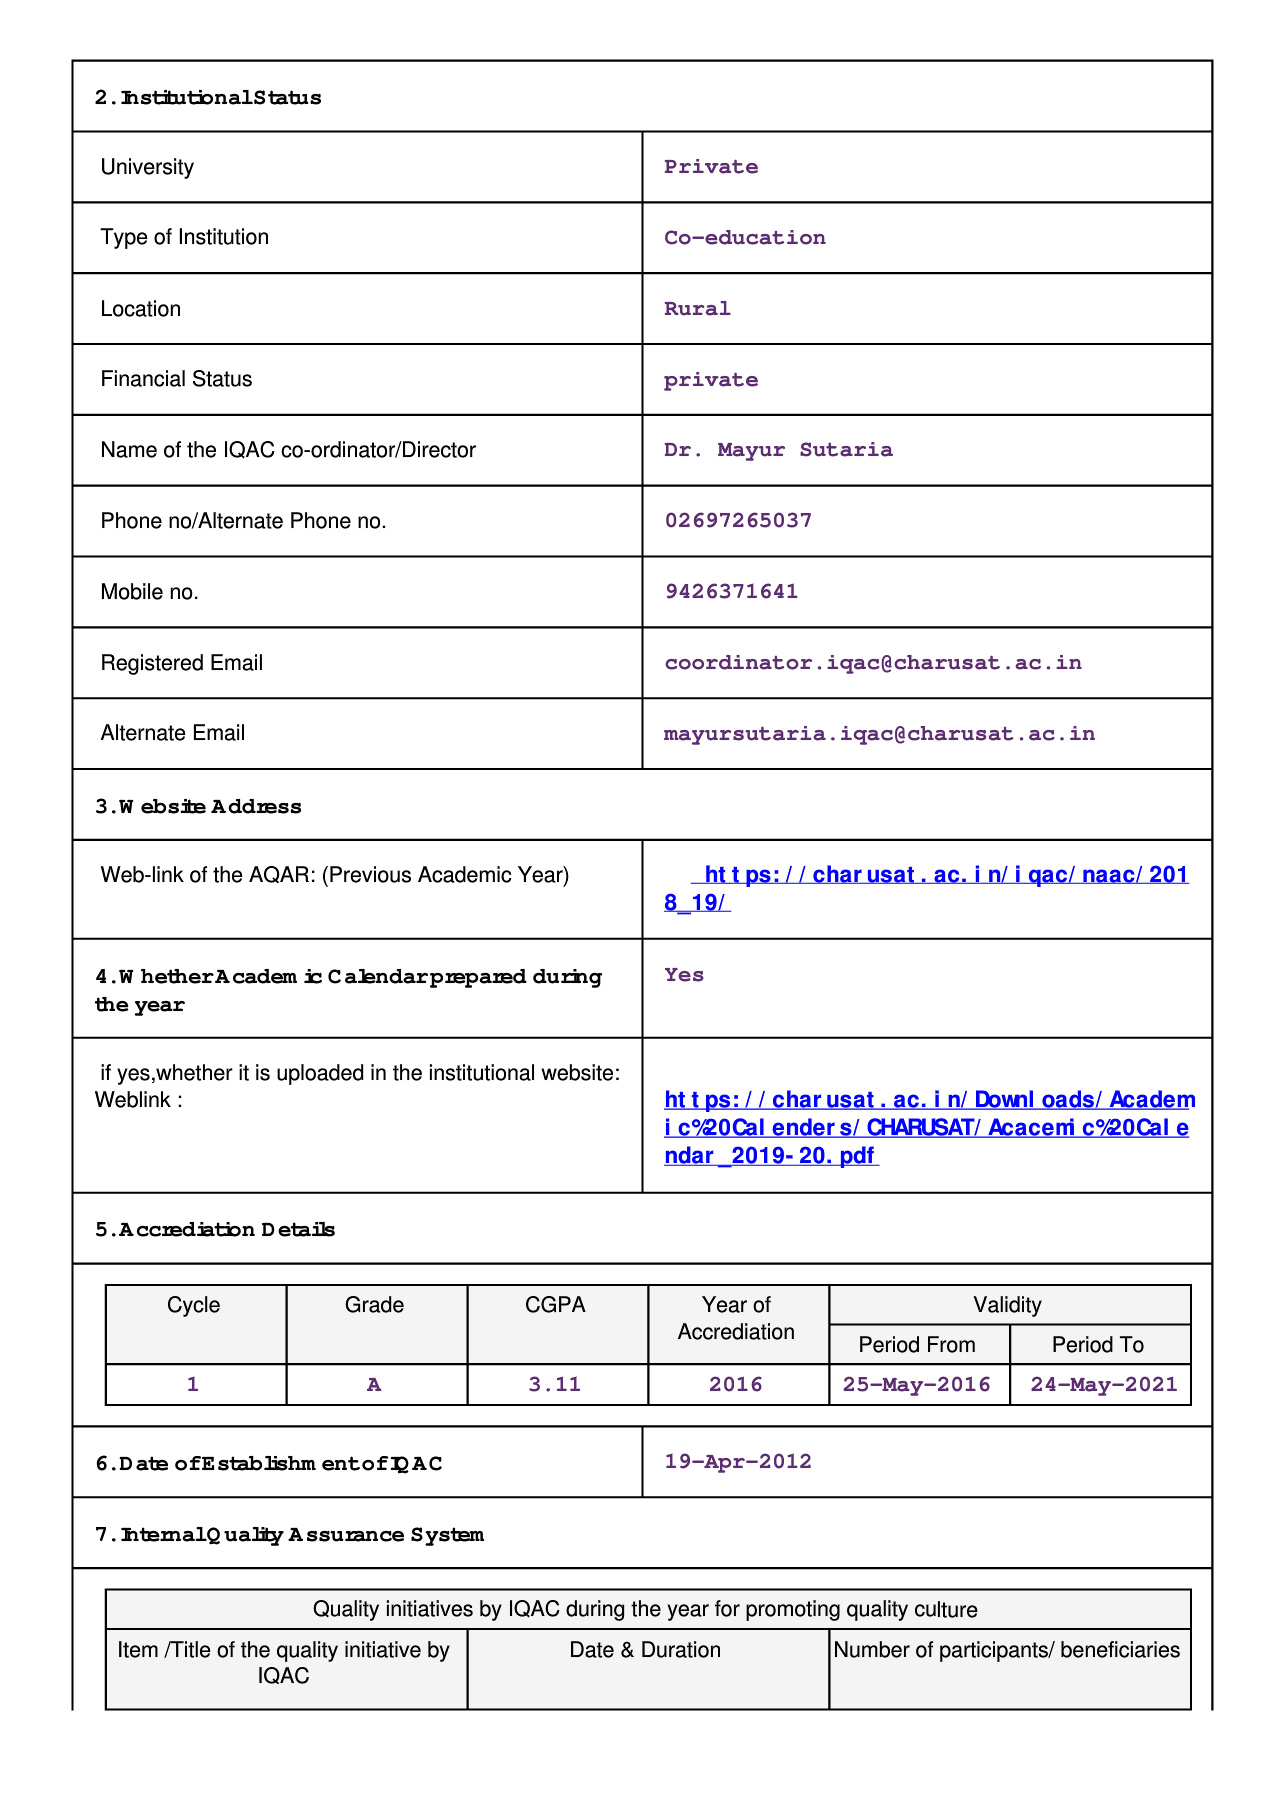 2. Institutional Status
University Private
Type of Institution Co-education
Location Rural
Financial Status private
Name of the IQAC co-ordinator/Director Dr. Mayur Sutaria
Phone no/Alternate Phone no. 02697265037
Mobile no. 9426371641
Registered Email coordinator.iqac@charusat.ac.in
Alternate Email mayursutaria.iqac@charusat.ac.in
3. Website Address
Web-link of the AQAR: (Previous Academic Year) https://charusat.ac.in/iqac/naac/201
8_19/
4. Whether Academic Calendar prepared during Yes
the year
if yes,whether it is uploaded in the institutional website:
Weblink : https://charusat.ac.in/Downloads/Academ
ic%20Calenders/CHARUSAT/Acacemic%20Cale
ndar_2019-20.pdf
5. Accrediation Details
Cycle Grade CGPA Year of Validity
Accrediation
Period From Period To
1 A 3.11 2016 25-May-2016 24-May-2021
6. Date of Establishment of IQAC 19-Apr-2012
7. Internal Quality Assurance System
Quality initiatives by IQAC during the year for promoting quality culture
Item /Title of the quality initiative by Date & Duration Number of participants/ beneficiaries
IQAC